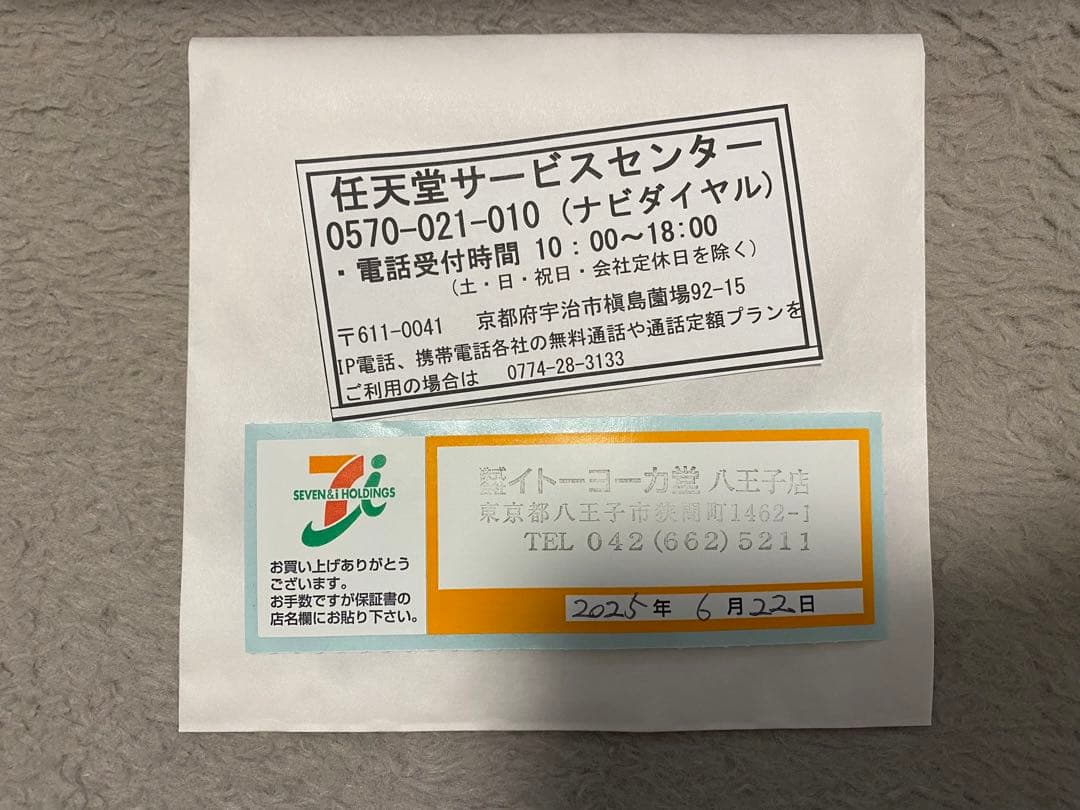 任天堂サービスセンター
0570-021-010 (ナビダイヤル)
・電話受付時間 10：00～18:00
(土・日・祝日・会社定休日を除く)
〒611-0041 京都府宇治市槇島薗場92-15
IP電話、携帯電話各社の無料通話や通話定額プランを
ご利用の場合は 0774-28-3133
7i
SEVEN&i HOLDINGS
お買い上げありがとう
ございます。
お手数ですが保証書の
店名欄にお貼り下さい。
株式会社イトーヨーカ堂 八王子店
東京都八王子市狭間町1462-1
TEL 042(662)5211
2025年 6月22日